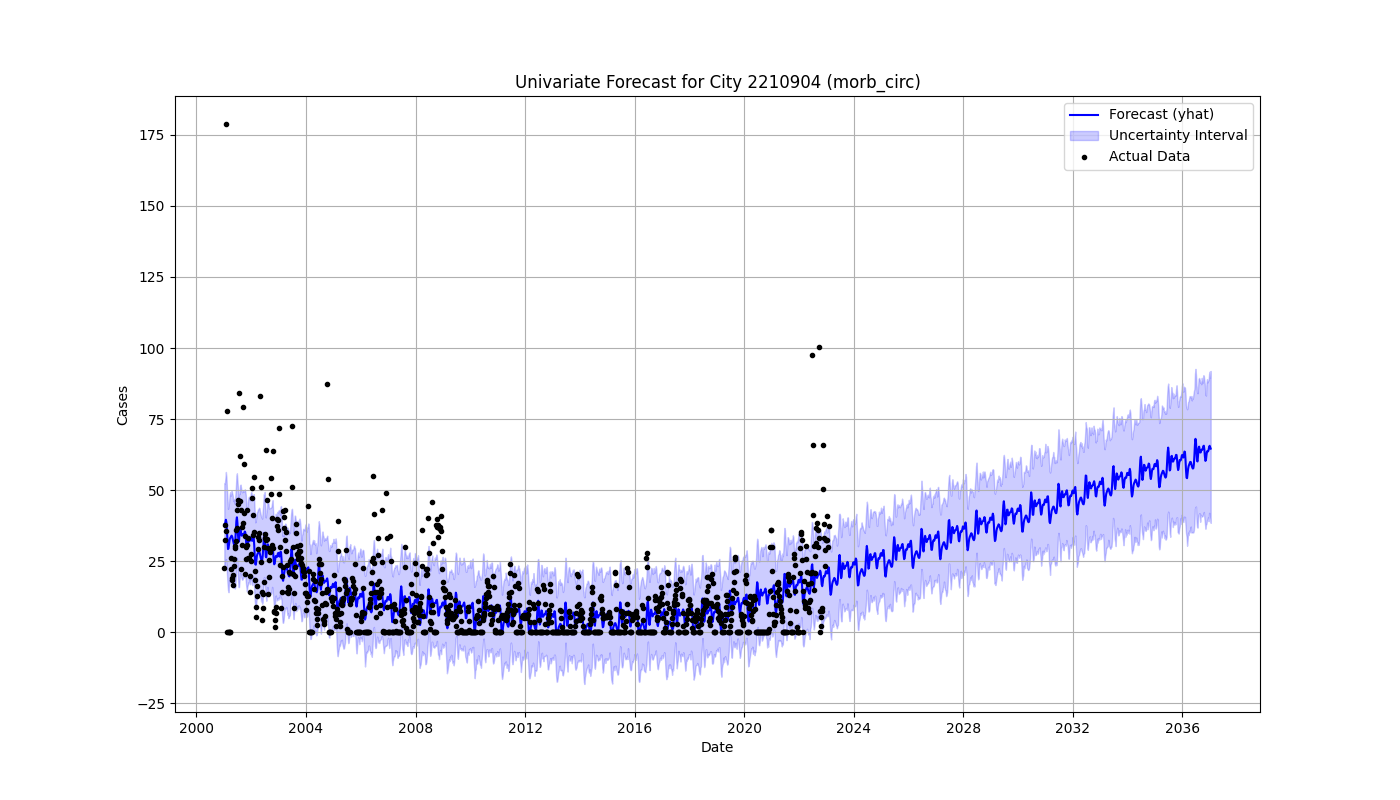 Univariate Forecast for City 2210904 (morb_circ)
Forecast (yhat)
Uncertainty Interval
Actual Data
175
150
125
100
75
50
25
0
−25
Cases
2000 2004 2008 2012 2016 2020 2024 2028 2032 2036
Date